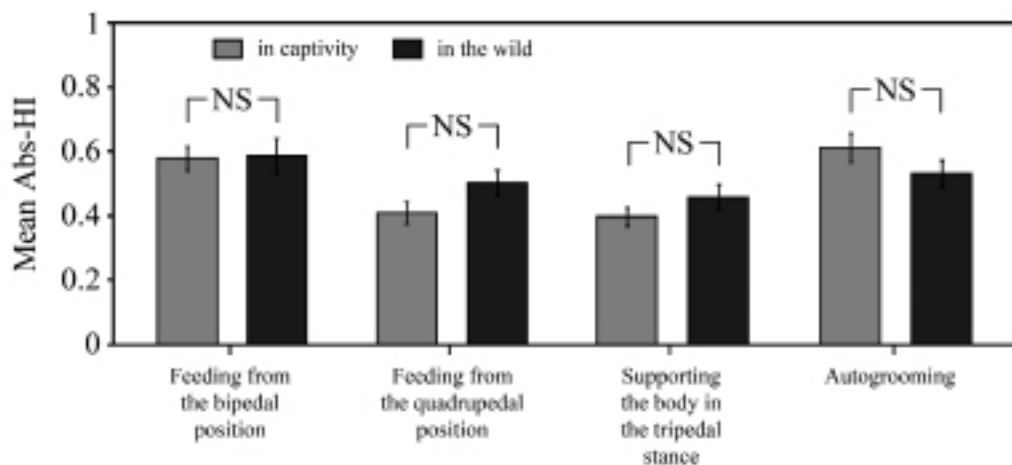 Mean Abs-HI
1
0.8
0.6
0.4
0.2
0
in captivity
in the wild
NS
NS
NS
NS
Feeding from
the bipedal
position
Feeding from
the quadrupedal
position
Supporting
the body in
the tripedal
stance
Autogrooming